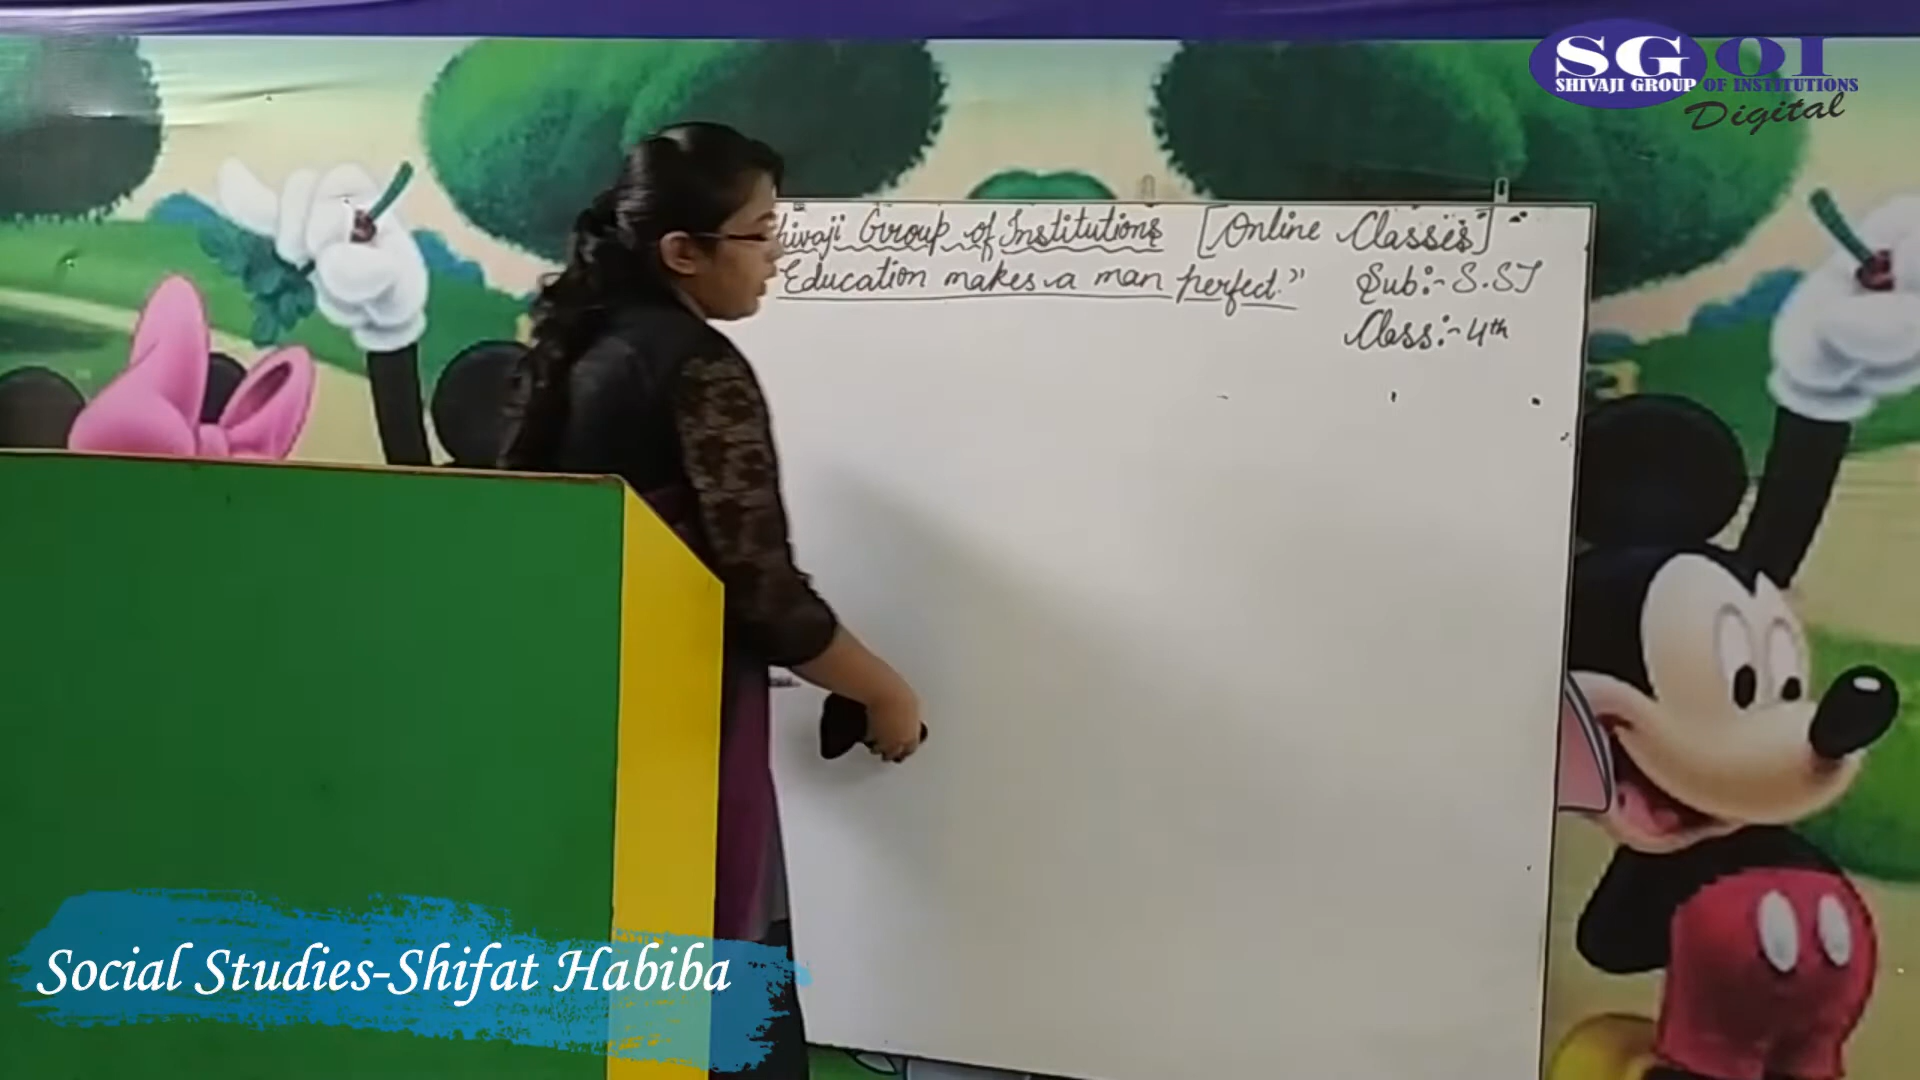 SGOI
SHIVAJI GROUP OF INSTITUTIONS
Digital
hivaji Group of Institutions [Online Classes]
Education makes a man perfect."
Sub:- S.ST
Class:- 4th
Social Studies-Shifat Habiba